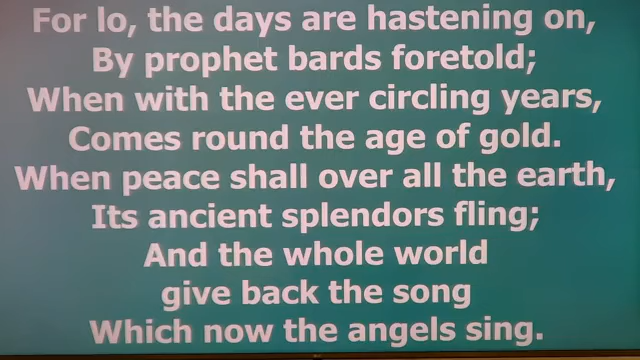 For lo, the days are hastening on,
By prophet bards foretold;
When with the ever circling years,
Comes round the age of gold.
When peace shall over all the earth,
Its ancient splendors fling;
And the whole world
give back the song
Which now the angels sing.